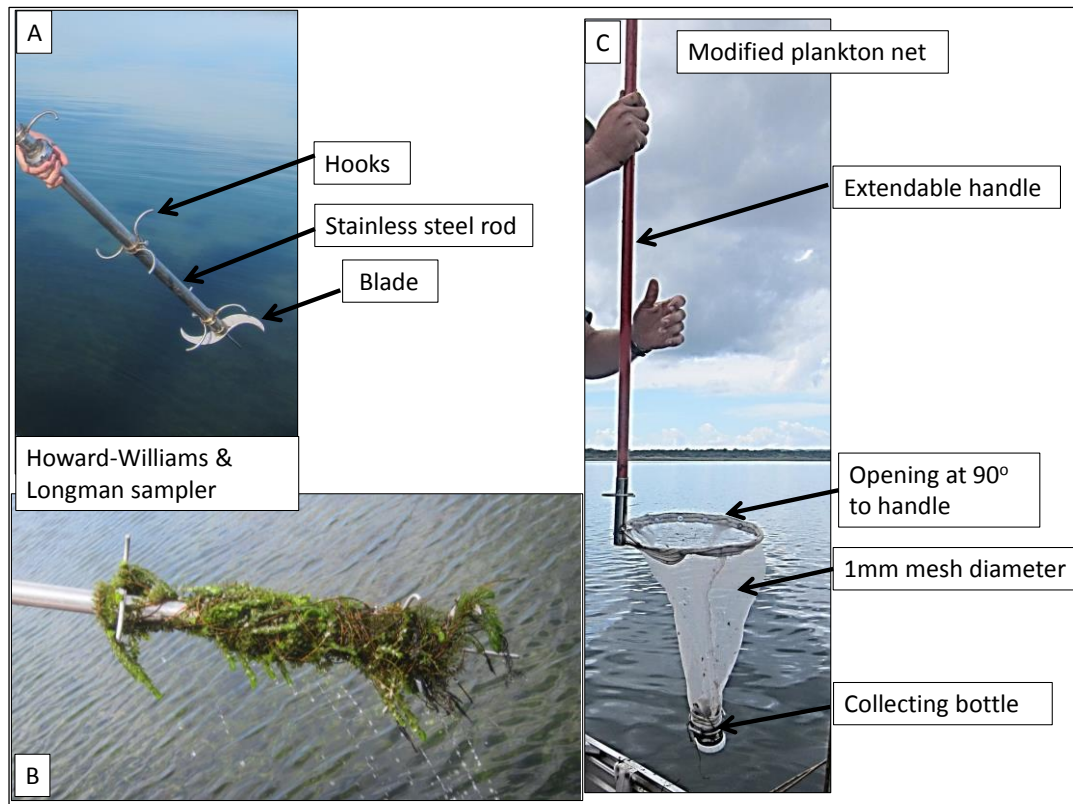 A
Hooks
Stainless steel rod
Blade
Howard-Williams &
Longman sampler
B
C
Modified plankton net
Extendable handle
Opening at 90º
to handle
1mm mesh diameter
Collecting bottle